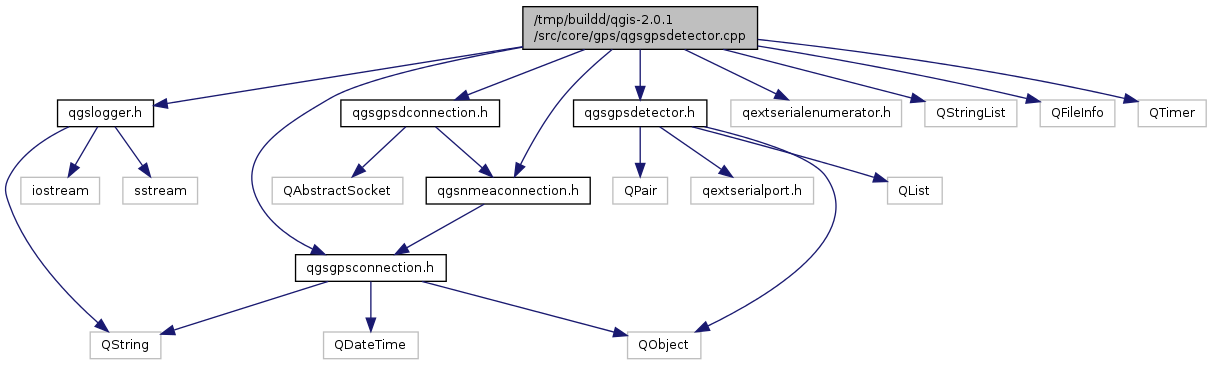 /tmp/buildd/qgis-2.0.1
/src/core/gps/qgsgpsdetector.cpp
qgslogger.h
qgsgpsdconnection.h
qgsgpsdetector.h
qextserialenumerator.h
QStringList
QFileInfo
QTimer
iostream
sstream
QAbstractSocket
qgsnmeaconnection.h
QPair
qextserialport.h
QList
qgsgpsconnection.h
QString
QDateTime
QObject